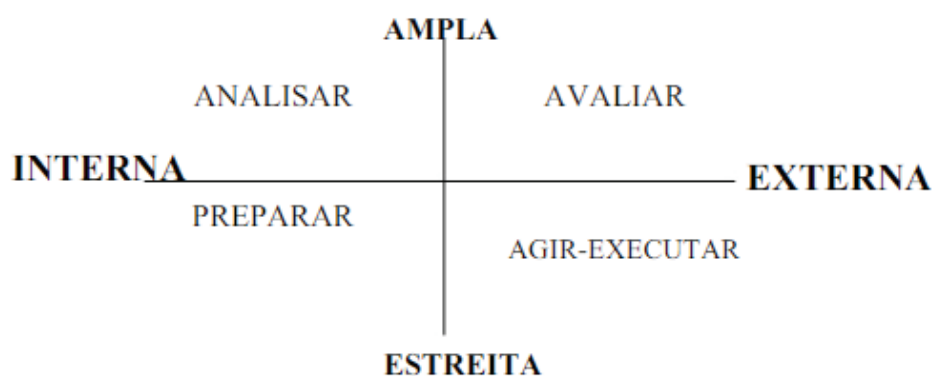 AMPLA
ANALISAR
AVALIAR
INTERNA
EXTERNA
PREPARAR
AGIR-EXECUTAR
ESTREITA